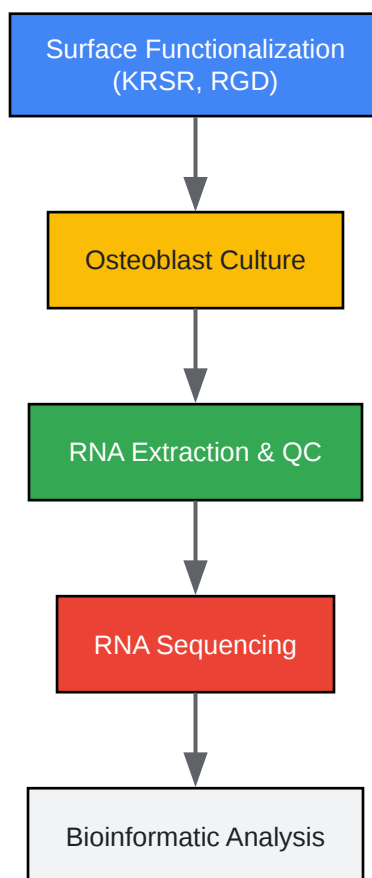 Surface Functionalization
(KRSR, RGD)
Osteoblast Culture
RNA Extraction & QC
RNA Sequencing
Bioinformatic Analysis